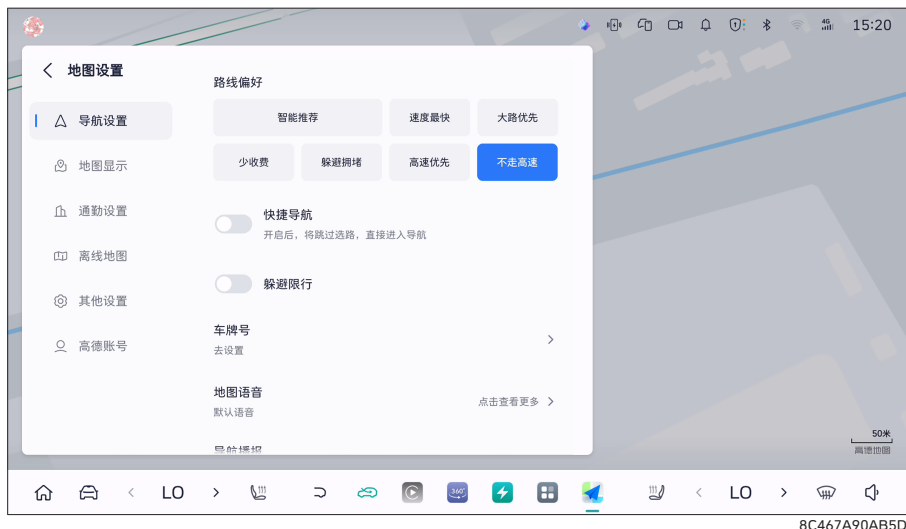 4G
15:20
地图设置
导航设置
地图显示
通勤设置
离线地图
其他设置
高德账号
路线偏好
智能推荐
速度最快
大路优先
少收费
躲避拥堵
高速优先
不走高速
快捷导航
开启后，将跳过选路，直接进入导航
躲避限行
车牌号
去设置
地图语音
默认语音
点击查看更多
导航播报
50米
高德地图
LO
360°
LO
8C467A90AB5D